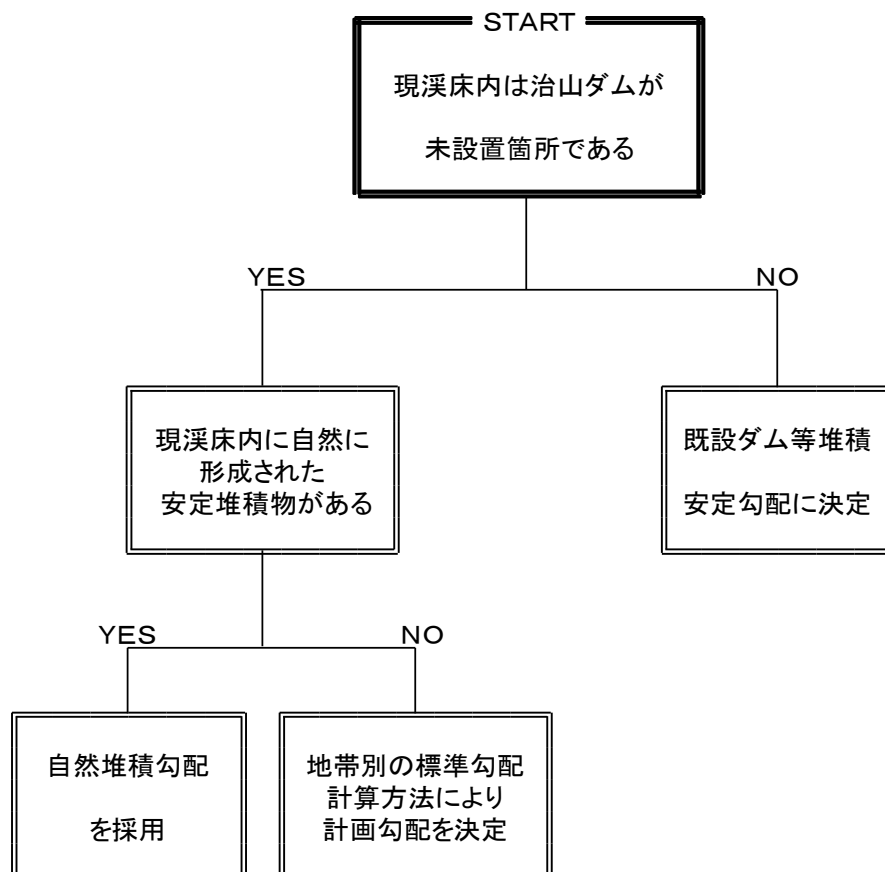 START
現渓床内は治山ダムが
未設置箇所である
YES
NO
現渓床内に自然に
形成された
安定堆積物がある
既設ダム等堆積
安定勾配に決定
YES
NO
自然堆積勾配
を採用
地帯別の標準勾配
計算方法により
計画勾配を決定